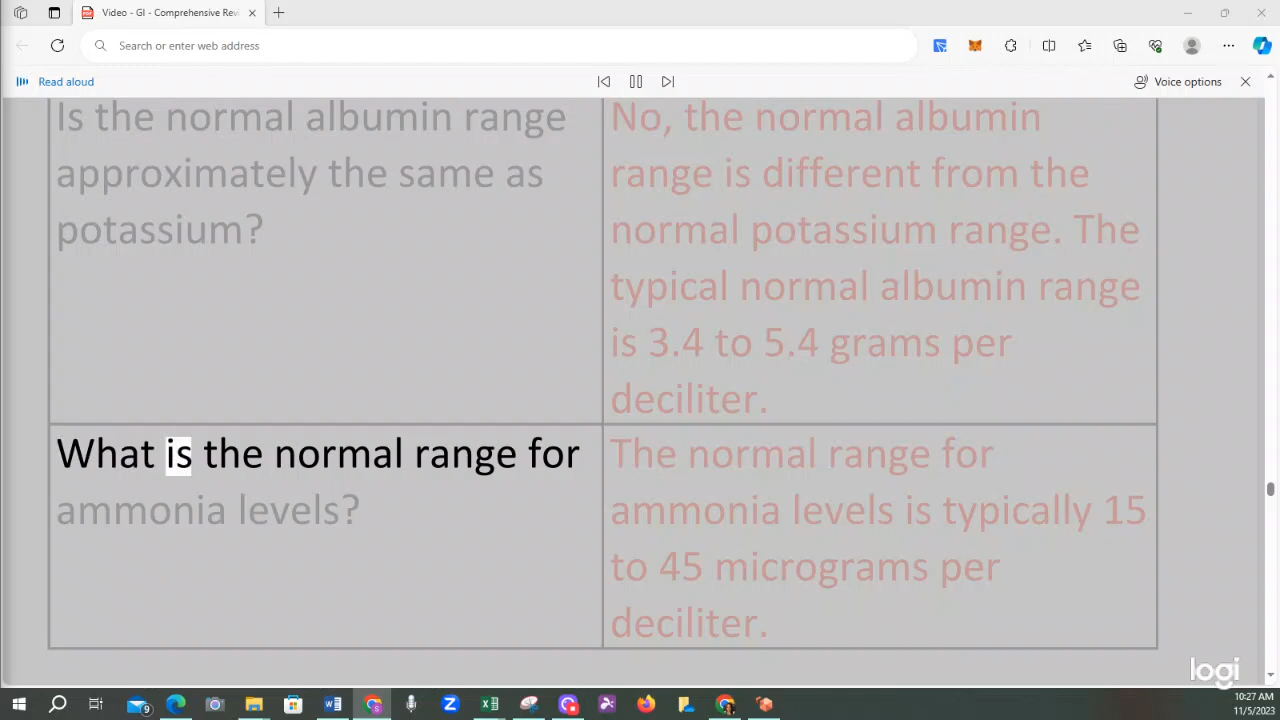 Video - GI - Comprehensive Revi
Search or enter web address
Read aloud
Voice options
Is the normal albumin range
approximately the same as
potassium?
No, the normal albumin
range is different from the
normal potassium range. The
typical normal albumin range
is 3.4 to 5.4 grams per
deciliter.
What is the normal range for
ammonia levels?
The normal range for
ammonia levels is typically 15
to 45 micrograms per
deciliter.
logi
10:27 AM
11/5/2023